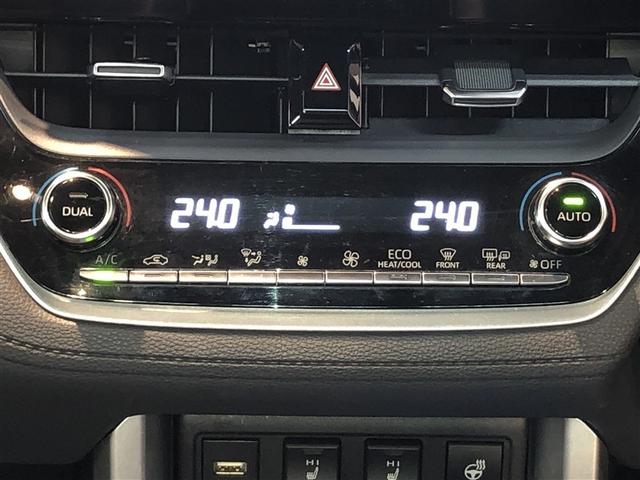 DUAL
24.0
24.0
AUTO
A/C
ECO
HEAT/COOL
FRONT
REAR
OFF
HI
HI